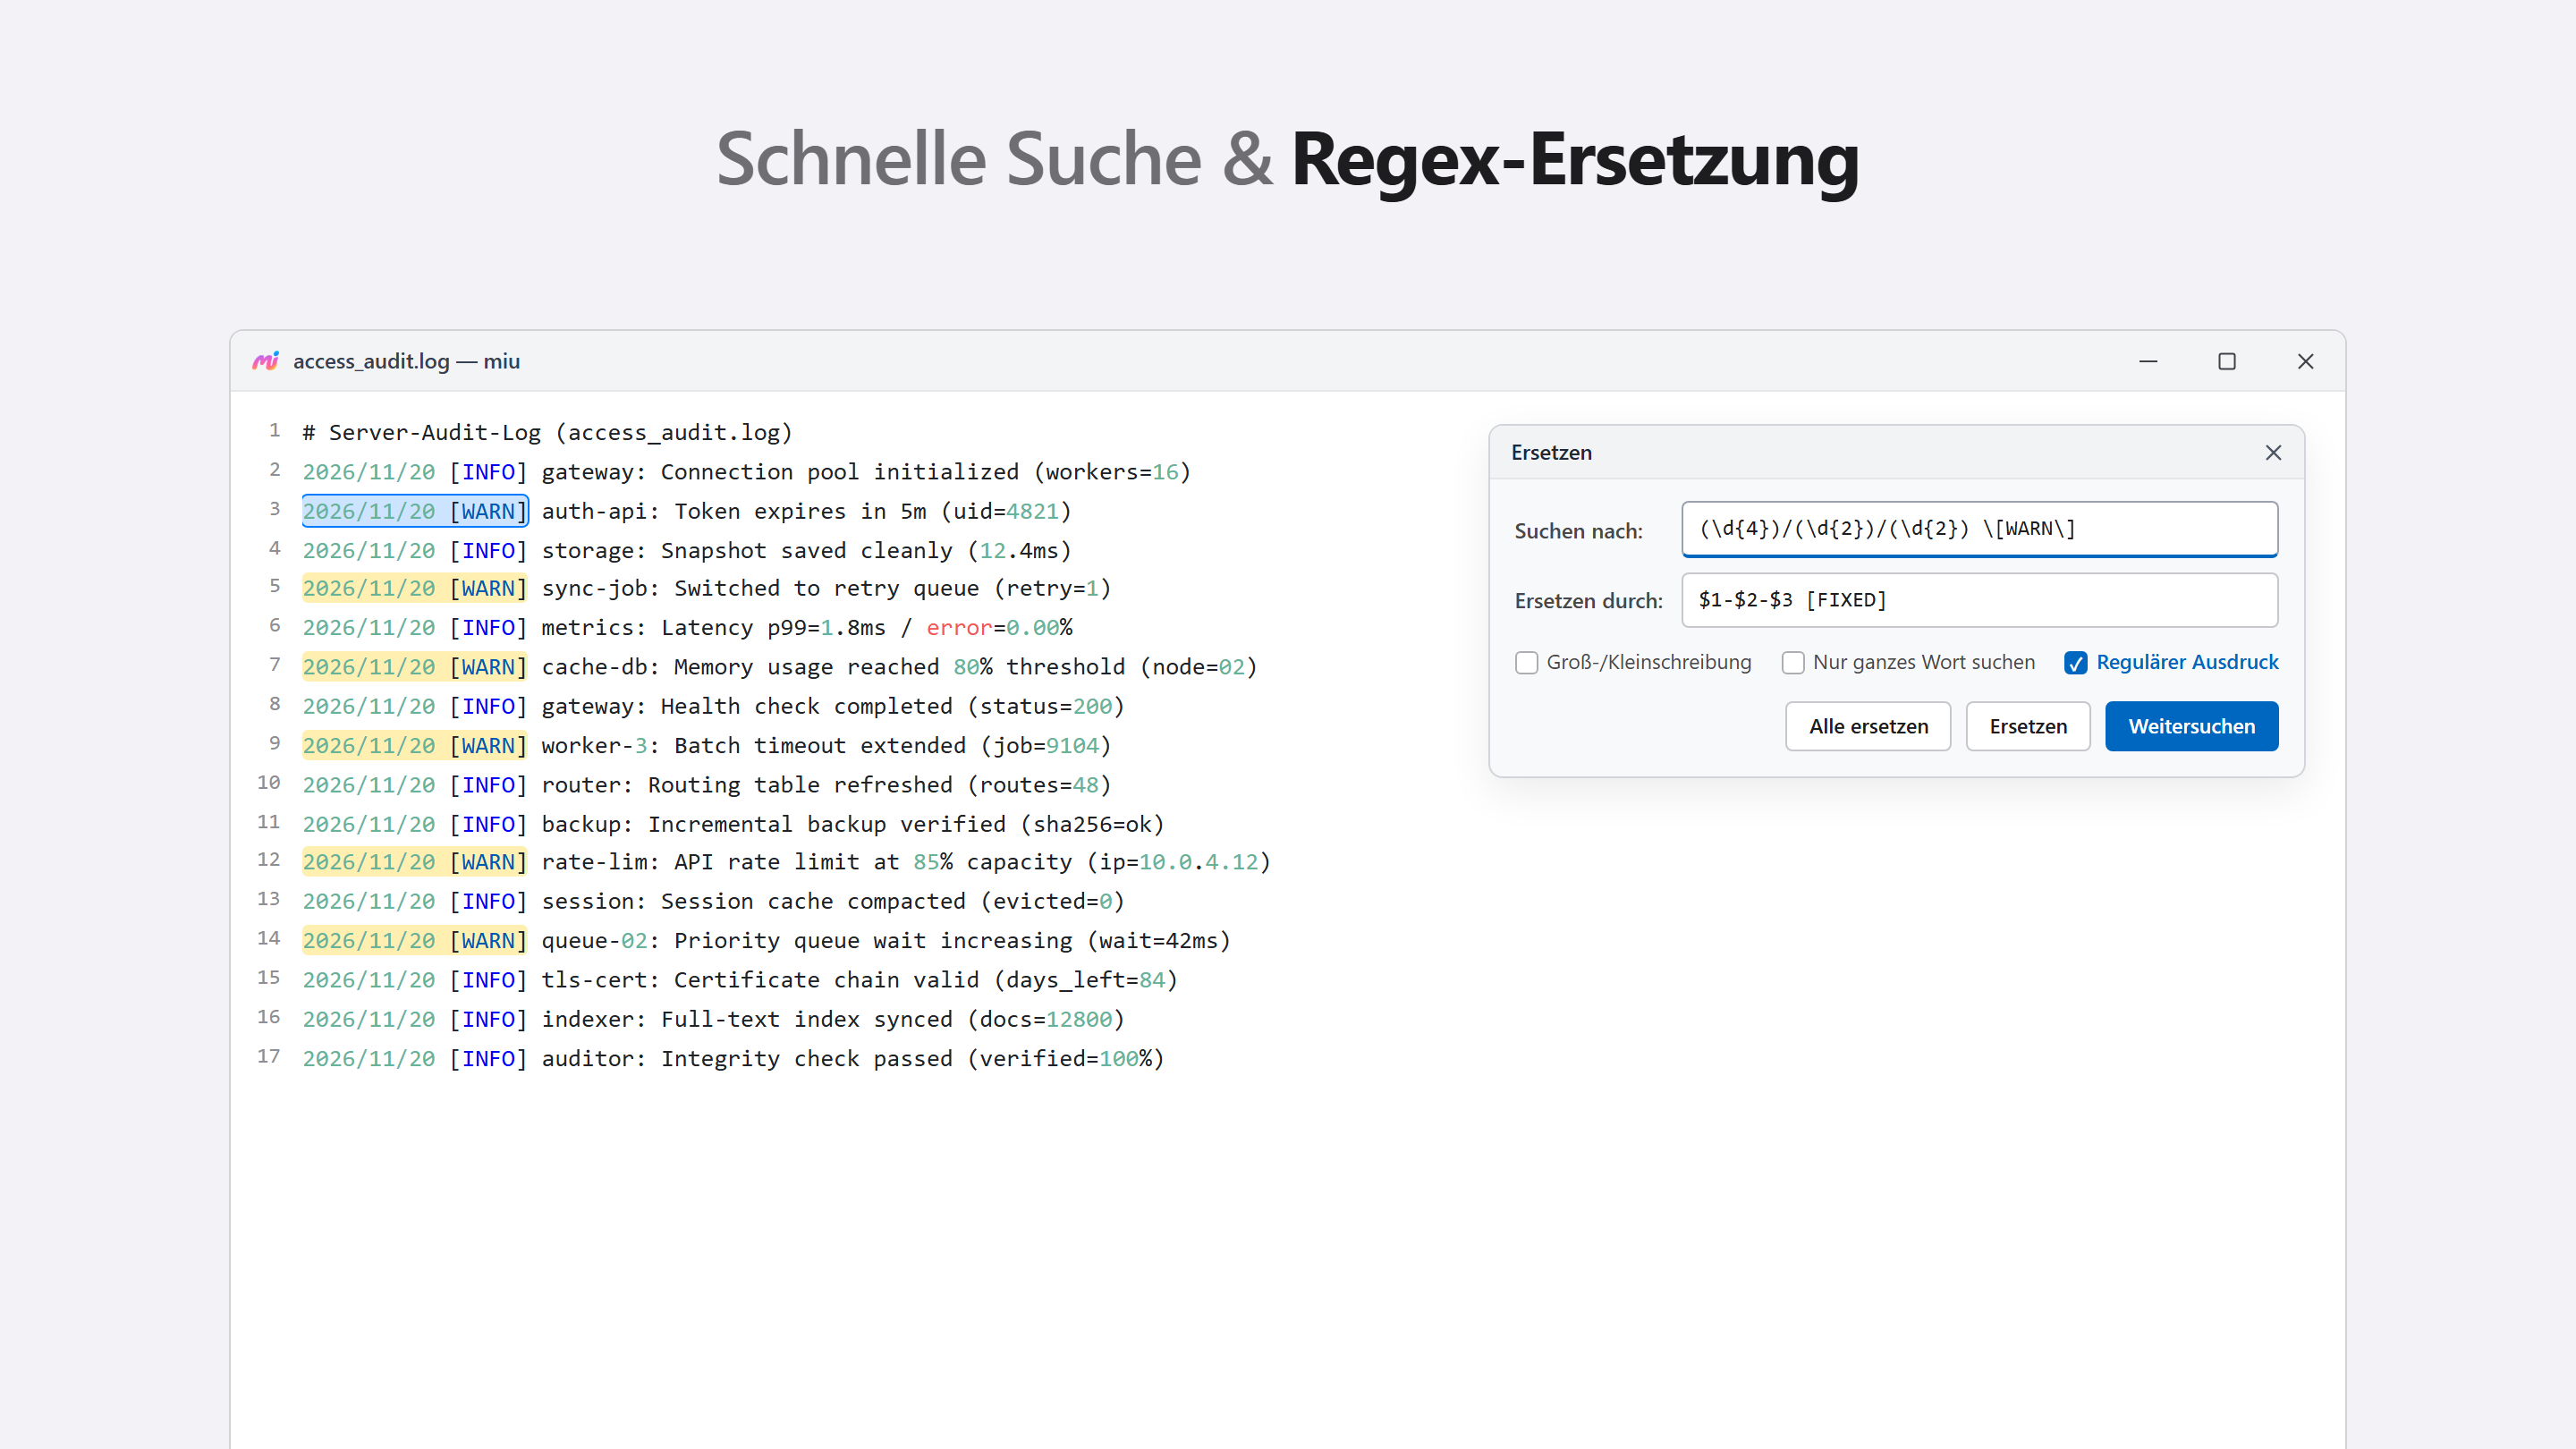 Schnelle Suche & Regex-Ersetzung
access_audit.log — miu
1 # Server-Audit-Log (access_audit.log)
2 2026/11/20 [INFO] gateway: Connection pool initialized (workers=16)
3 2026/11/20 [WARN] auth-api: Token expires in 5m (uid=4821)
4 2026/11/20 [INFO] storage: Snapshot saved cleanly (12.4ms)
5 2026/11/20 [WARN] sync-job: Switched to retry queue (retry=1)
6 2026/11/20 [INFO] metrics: Latency p99=1.8ms / error=0.00%
7 2026/11/20 [WARN] cache-db: Memory usage reached 80% threshold (node=02)
8 2026/11/20 [INFO] gateway: Health check completed (status=200)
9 2026/11/20 [WARN] worker-3: Batch timeout extended (job=9104)
10 2026/11/20 [INFO] router: Routing table refreshed (routes=48)
11 2026/11/20 [INFO] backup: Incremental backup verified (sha256=ok)
12 2026/11/20 [WARN] rate-lim: API rate limit at 85% capacity (ip=10.0.4.12)
13 2026/11/20 [INFO] session: Session cache compacted (evicted=0)
14 2026/11/20 [WARN] queue-02: Priority queue wait increasing (wait=42ms)
15 2026/11/20 [INFO] tls-cert: Certificate chain valid (days_left=84)
16 2026/11/20 [INFO] indexer: Full-text index synced (docs=12800)
17 2026/11/20 [INFO] auditor: Integrity check passed (verified=100%)
Ersetzen
Suchen nach: (\d{4})/(\d{2})/(\d{2}) \[WARN\]
Ersetzen durch: $1-$2-$3 [FIXED]
Groß-/Kleinschreibung Nur ganzes Wort suchen Regulärer Ausdruck
Alle ersetzen Ersetzen Weitersuchen